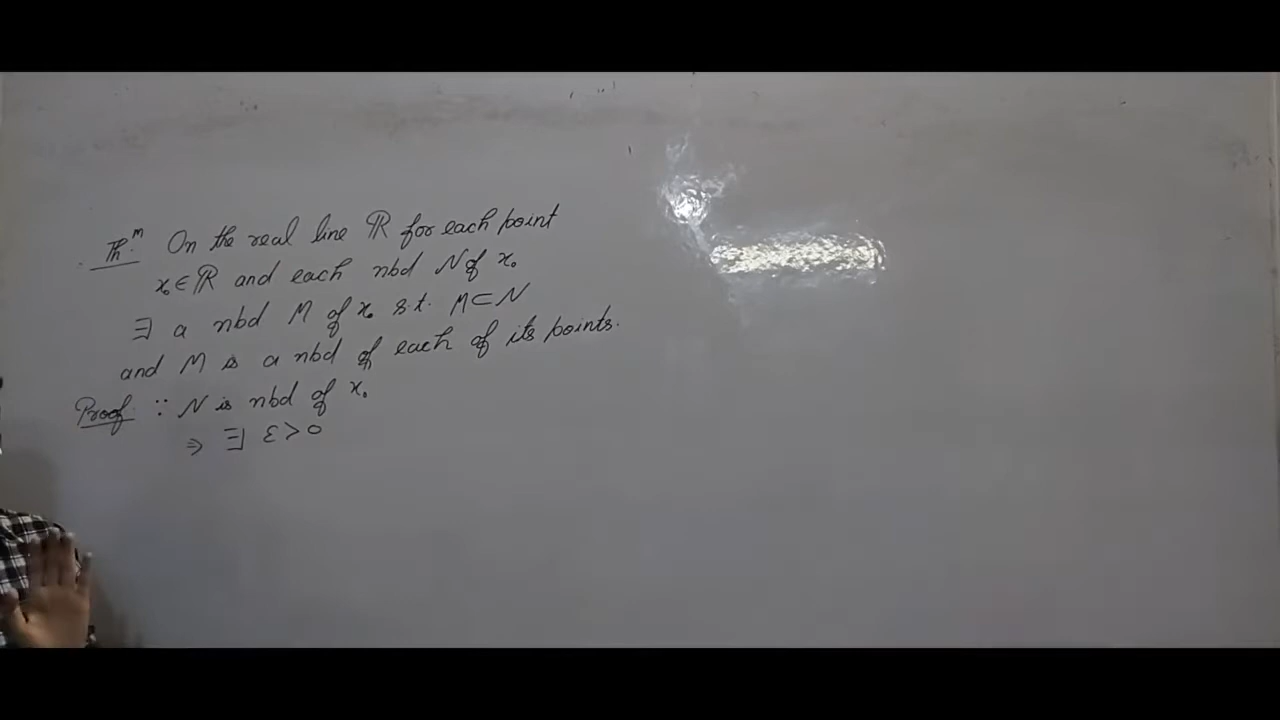 Th.ᵐ On the real line ℝ for each point
x₀ ∈ ℝ and each nbd N of x₀
∃ a nbd M of x₀ s.t. M ⊂ N
and M is a nbd of each of its points.
Proof: ∵ N is nbd of x₀
⇒ ∃ ε > 0